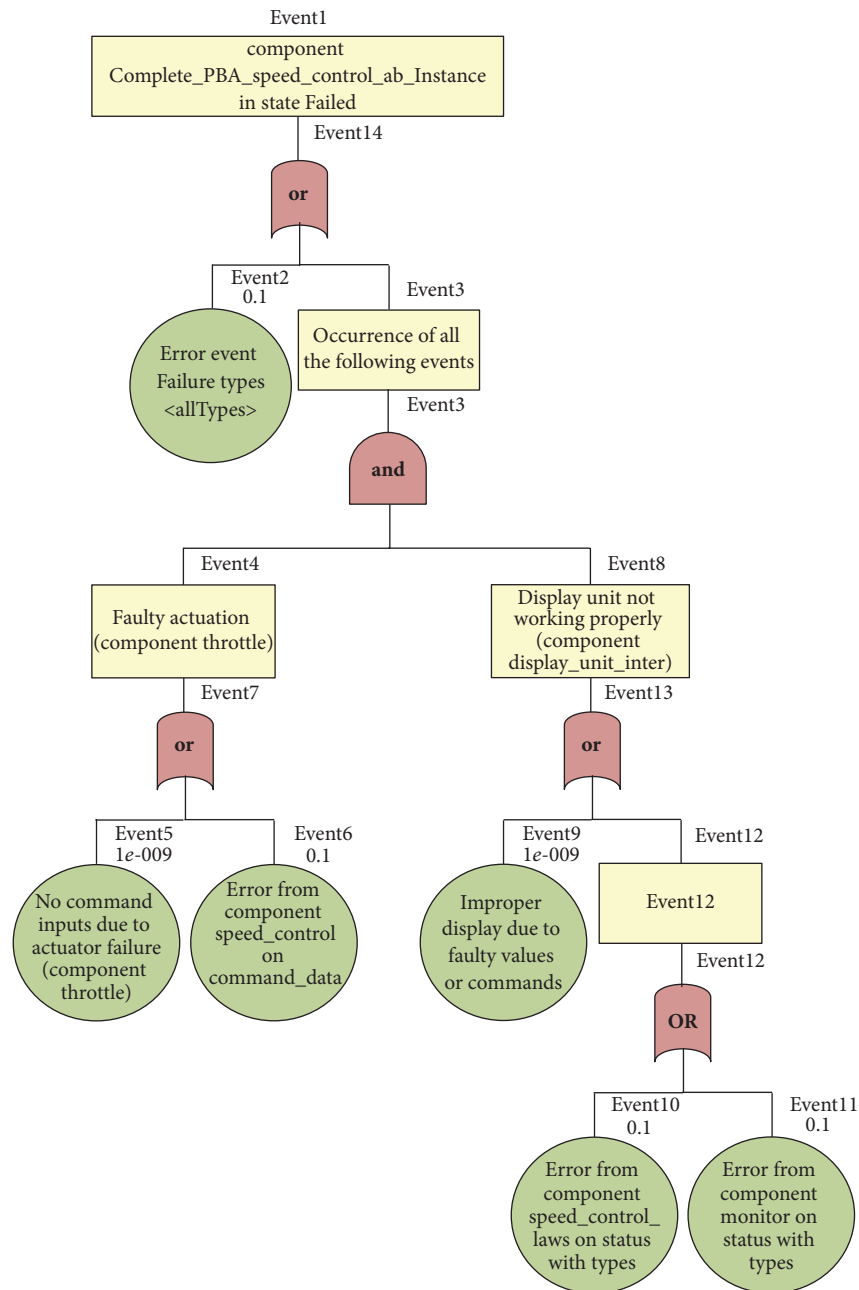 Event1
component
Complete_PBA_speed_control_ab_Instance
in state Failed
Event14
or
Event2
0.1
Event3
Error event
Failure types
<allTypes>
Occurrence of all
the following events
Event3
and
Event4
Event8
Faulty actuation
(component throttle)
Display unit not
working properly
(component
display_unit_inter)
Event7
Event13
or
or
Event5
1e-009
Event6
0.1
Event9
1e-009
Event12
No command
inputs due to
actuator failure
(component
throttle)
Error from
component
speed_control
on
command_data
Improper
display due to
faulty values
or commands
Event12
Event12
OR
Event10
0.1
Event11
0.1
Error from
component
speed_control_
laws on status
with types
Error from
component
monitor on
status with
types